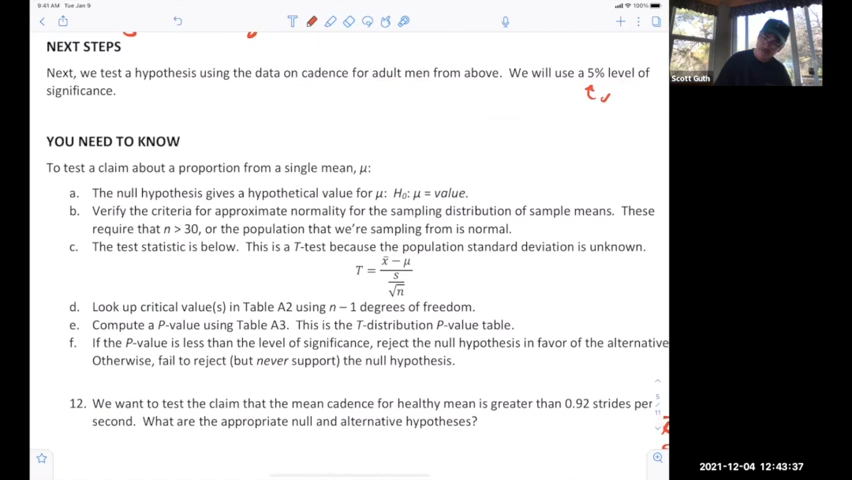 9:41 AM Tue Jan 9
100%
NEXT STEPS
Next, we test a hypothesis using the data on cadence for adult men from above. We will use a 5% level of
significance.
YOU NEED TO KNOW
To test a claim about a proportion from a single mean, μ:
a. The null hypothesis gives a hypothetical value for μ: H₀: μ = value.
b. Verify the criteria for approximate normality for the sampling distribution of sample means. These
require that n > 30, or the population that we're sampling from is normal.
c. The test statistic is below. This is a T-test because the population standard deviation is unknown.
T = (x̄ − μ) / (s / √n)
d. Look up critical value(s) in Table A2 using n – 1 degrees of freedom.
e. Compute a P-value using Table A3. This is the T-distribution P-value table.
f. If the P-value is less than the level of significance, reject the null hypothesis in favor of the alternative
Otherwise, fail to reject (but never support) the null hypothesis.
12. We want to test the claim that the mean cadence for healthy mean is greater than 0.92 strides per
second. What are the appropriate null and alternative hypotheses?
Scott Guth
5
11
2021-12-04 12:43:37